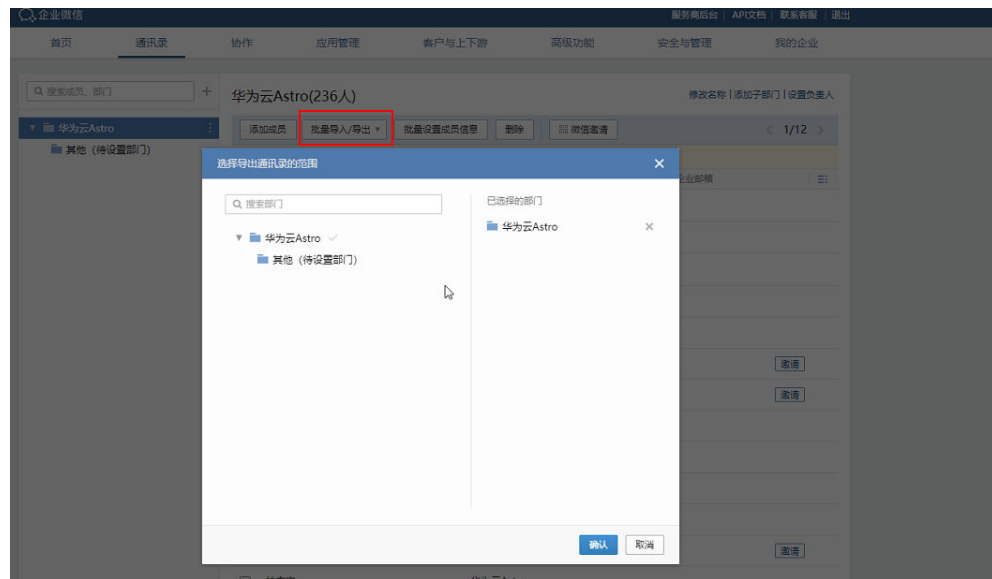 企业微信
服务商后台 | API文档 | 联系客服 | 退出
首页 通讯录 协作 应用管理 客户与上下游 高级功能 安全与管理 我的企业
搜索成员、部门
华为云Astro(236人)
修改名称 | 添加子部门 | 设置负责人
华为云Astro
添加成员 批量导入/导出 批量设置成员信息 删除 微信邀请 1/12
其他（待设置部门）
选择导出通讯录的范围
企业邮箱
搜索部门
已选择的部门
华为云Astro
华为云Astro
其他（待设置部门）
邀请
邀请
确认 取消
邀请